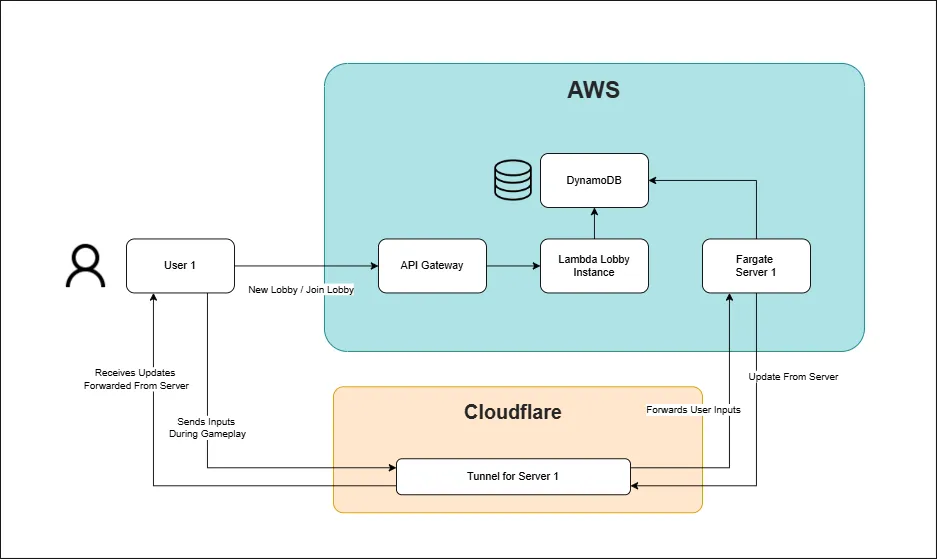 AWS
DynamoDB
User 1
API Gateway
Lambda Lobby
Instance
Fargate
Server 1
New Lobby / Join Lobby
Receives Updates
Forwarded From Server
Update From Server
Sends Inputs
During Gameplay
Cloudflare
Forwards User Inputs
Tunnel for Server 1